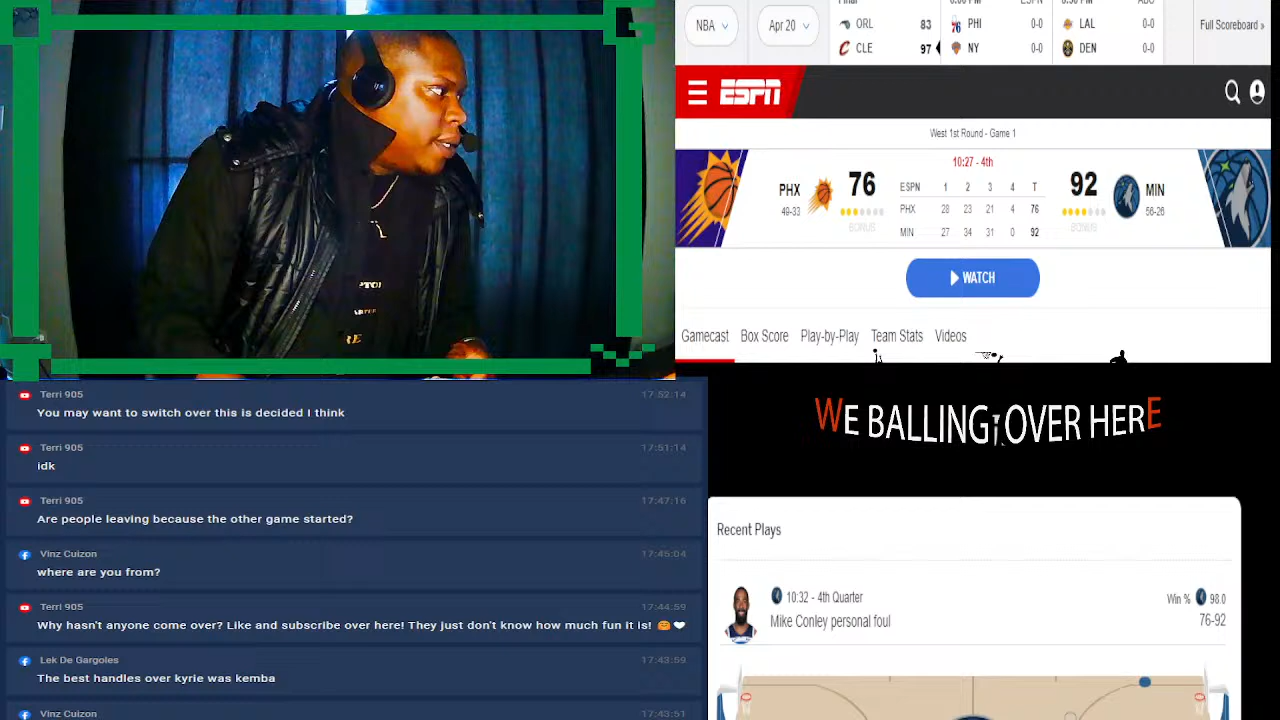 NBA
Apr 20
ORL 83
CLE 97
PHI 0-0
NY 0-0
LAL 0-0
DEN 0-0
Full Scoreboard »
ESPN
West 1st Round - Game 1
10:27 - 4th
PHX
49-33
76
BONUS
ESPN 1 2 3 4 T
PHX 28 23 21 4 76
MIN 27 34 31 0 92
92
BONUS
MIN
56-26
WATCH
Gamecast Box Score Play-by-Play Team Stats Videos
Terri 905 17:52:14
You may want to switch over this is decided I think
Terri 905 17:51:14
idk
Terri 905 17:47:16
Are people leaving because the other game started?
Vinz Cuizon 17:45:04
where are you from?
Terri 905 17:44:59
Why hasn't anyone come over? Like and subscribe over here! They just don't know how much fun it is! 🤗 🤍
Lek De Gargoles 17:43:59
The best handles over kyrie was kemba
Vinz Cuizon 17:43:51
WE BALLING OVER HERE
Recent Plays
10:32 - 4th Quarter
Mike Conley personal foul
Win % 98.0
76-92